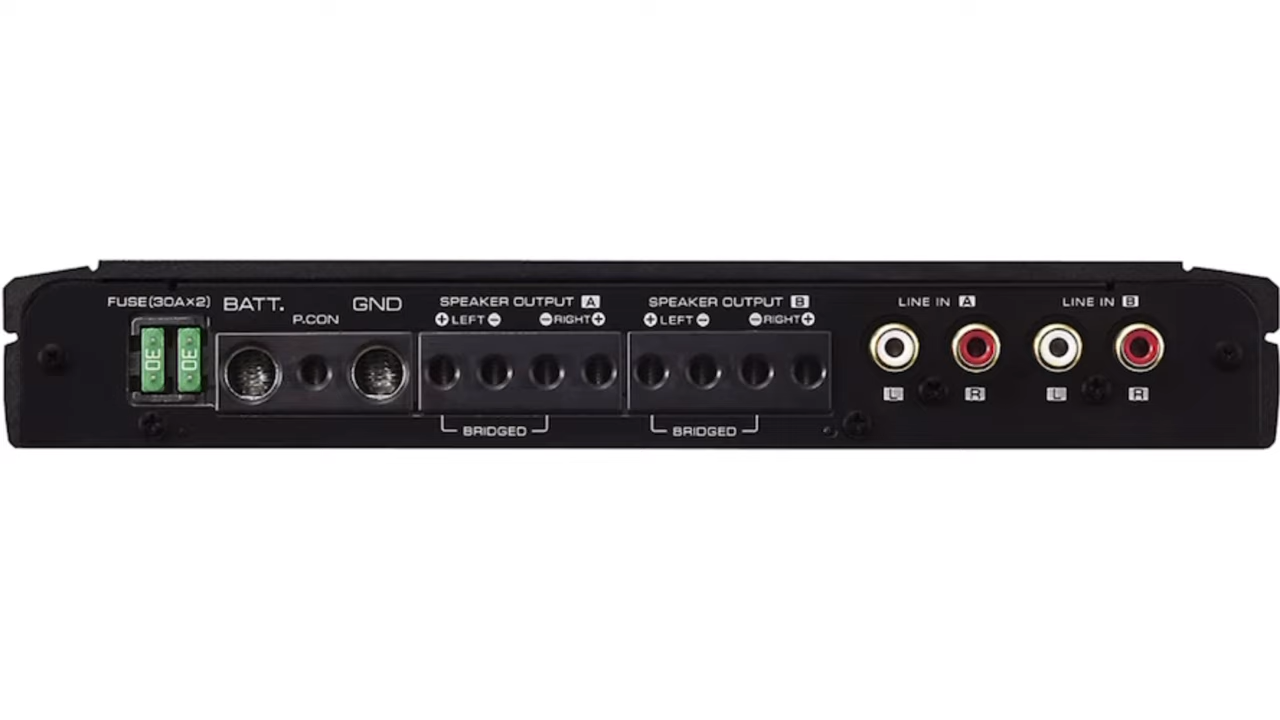 FUSE(30A×2)
BATT.
P.CON
GND
SPEAKER OUTPUT A
⊕ LEFT ⊖ ⊖ RIGHT ⊕
BRIDGED
SPEAKER OUTPUT B
⊕ LEFT ⊖ ⊖ RIGHT ⊕
BRIDGED
LINE IN A
L R
LINE IN B
L R
30 30